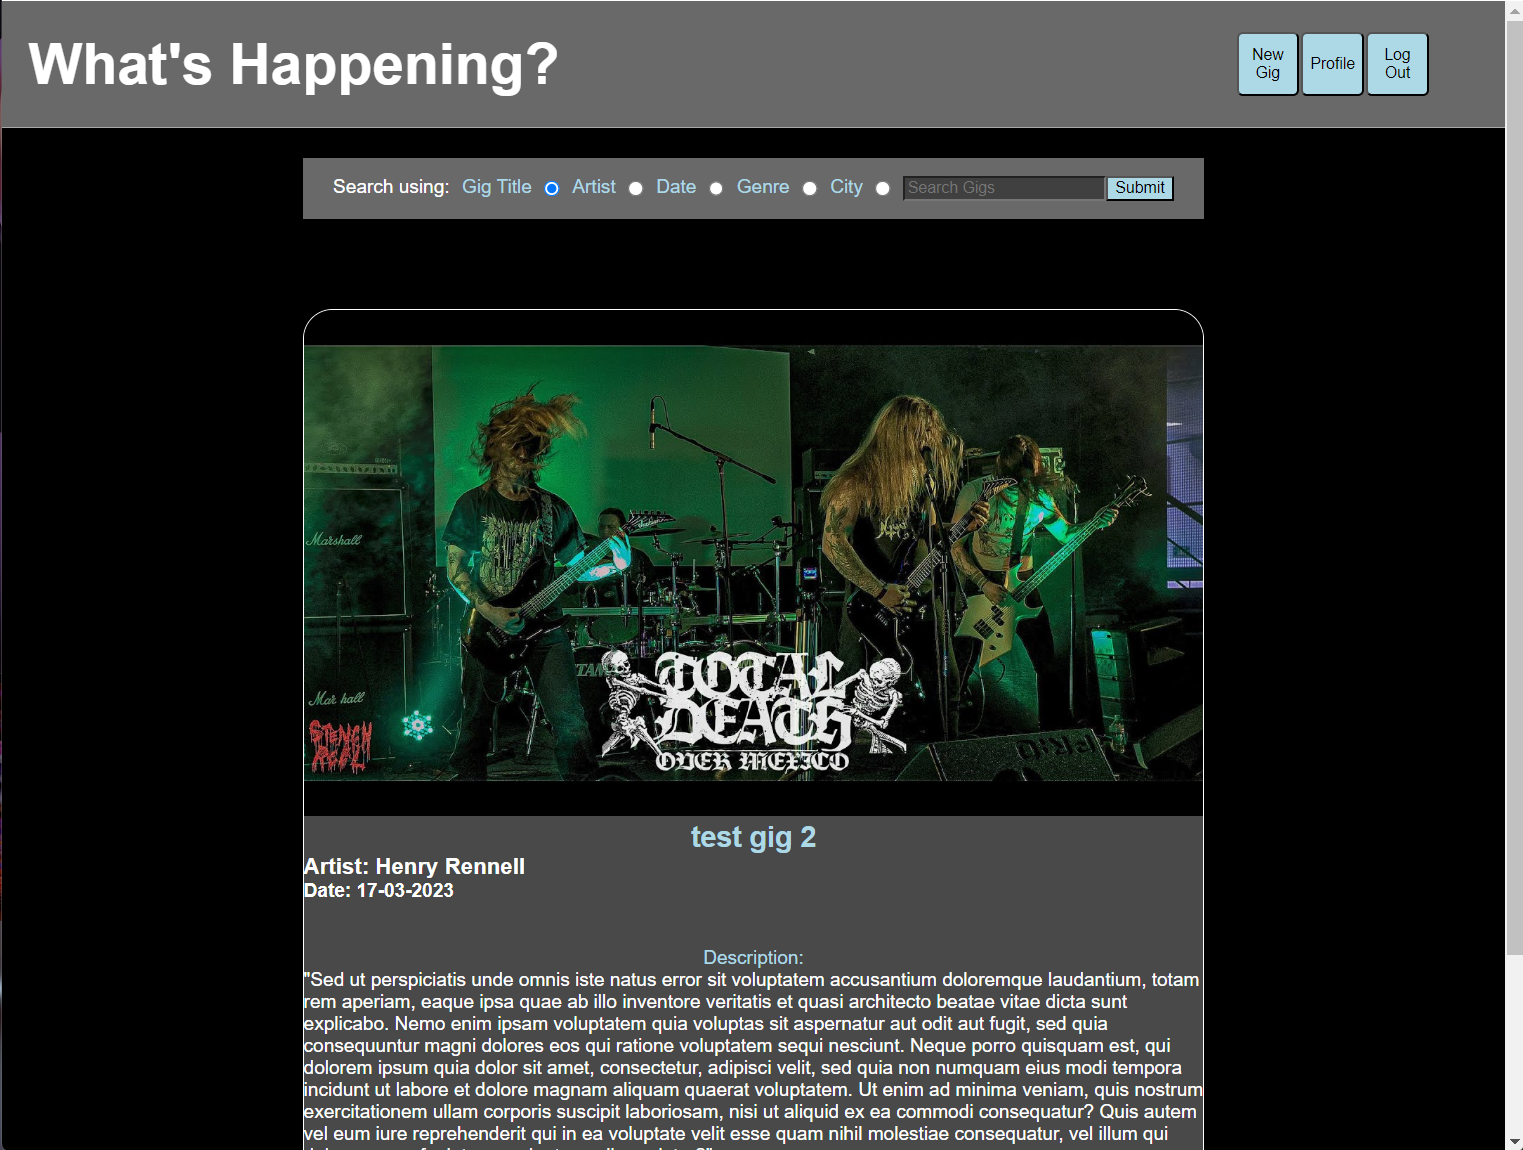 What's Happening?
New
Gig
Profile
Log
Out
Search using: Gig Title Artist Date Genre City Search Gigs Submit
Marshall
Mar hall
TAMA
TOTAL
DEATH
OVER MEXICO
test gig 2
Artist: Henry Rennell
Date: 17-03-2023
Description:
"Sed ut perspiciatis unde omnis iste natus error sit voluptatem accusantium doloremque laudantium, totam
rem aperiam, eaque ipsa quae ab illo inventore veritatis et quasi architecto beatae vitae dicta sunt
explicabo. Nemo enim ipsam voluptatem quia voluptas sit aspernatur aut odit aut fugit, sed quia
consequuntur magni dolores eos qui ratione voluptatem sequi nesciunt. Neque porro quisquam est, qui
dolorem ipsum quia dolor sit amet, consectetur, adipisci velit, sed quia non numquam eius modi tempora
incidunt ut labore et dolore magnam aliquam quaerat voluptatem. Ut enim ad minima veniam, quis nostrum
exercitationem ullam corporis suscipit laboriosam, nisi ut aliquid ex ea commodi consequatur? Quis autem
vel eum iure reprehenderit qui in ea voluptate velit esse quam nihil molestiae consequatur, vel illum qui